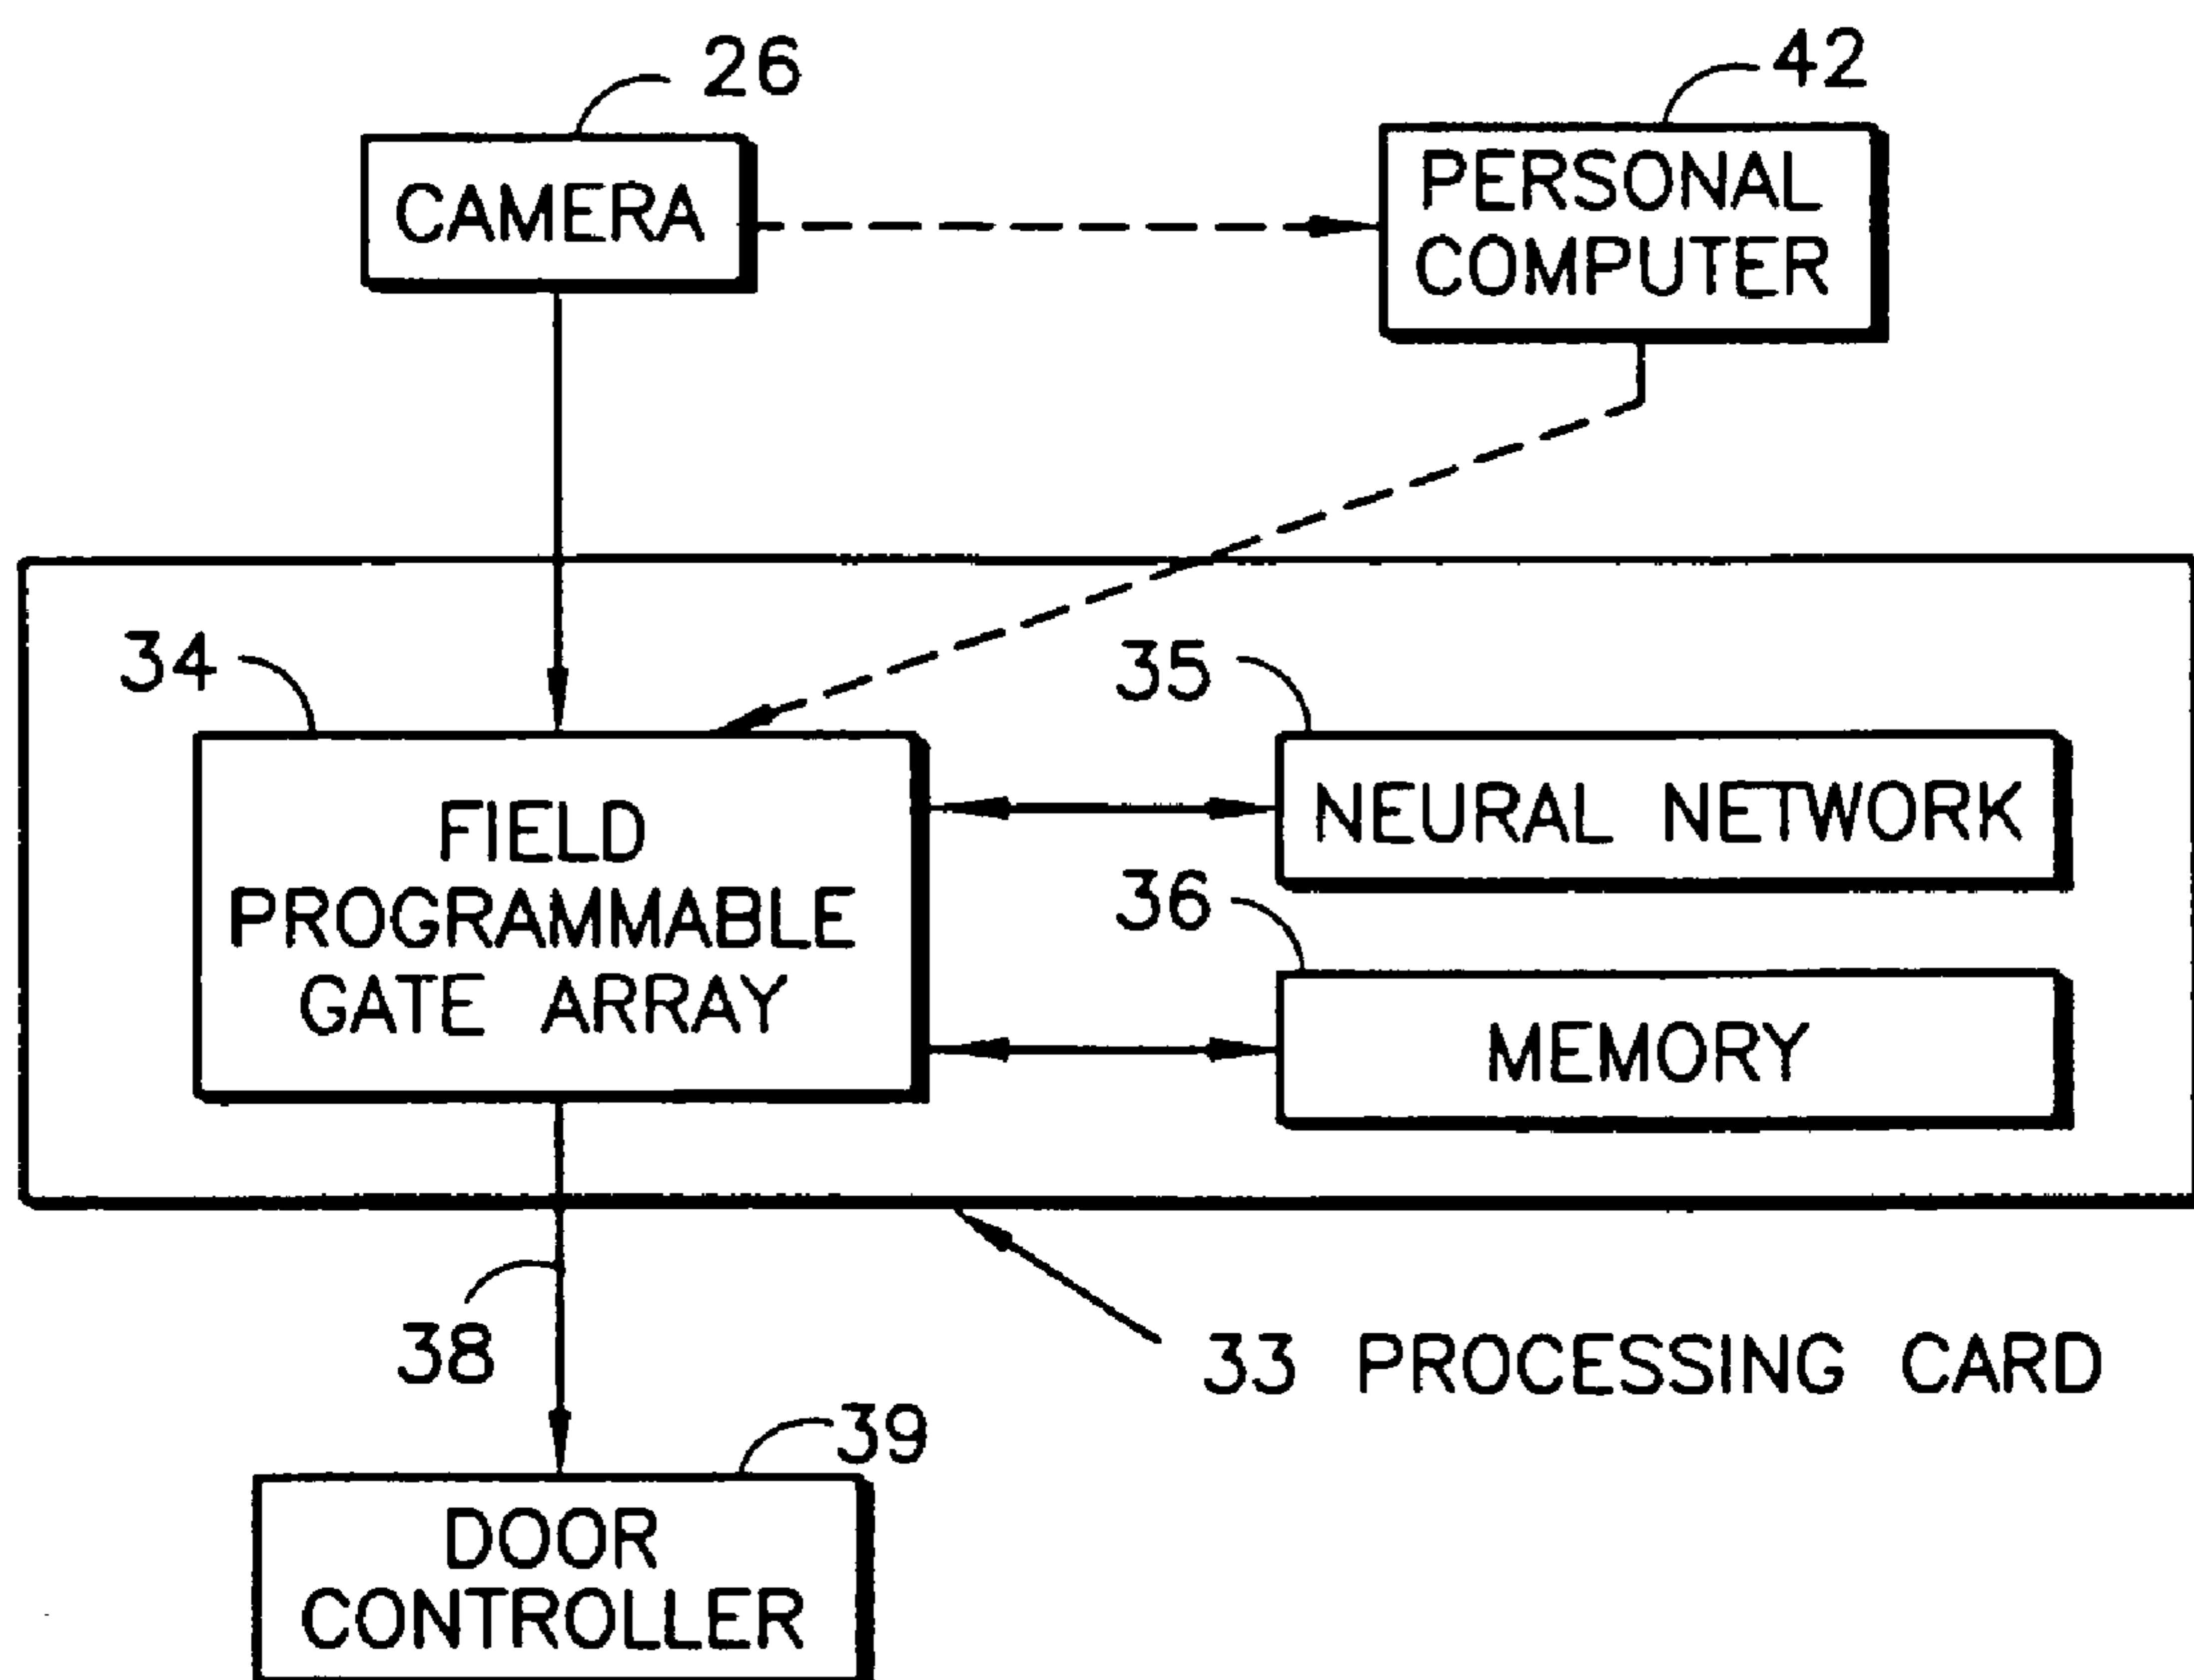 26
42
CAMERA
PERSONAL
COMPUTER
34
35
FIELD
PROGRAMMABLE
GATE ARRAY
NEURAL NETWORK
36
MEMORY
38
33 PROCESSING CARD
39
DOOR
CONTROLLER